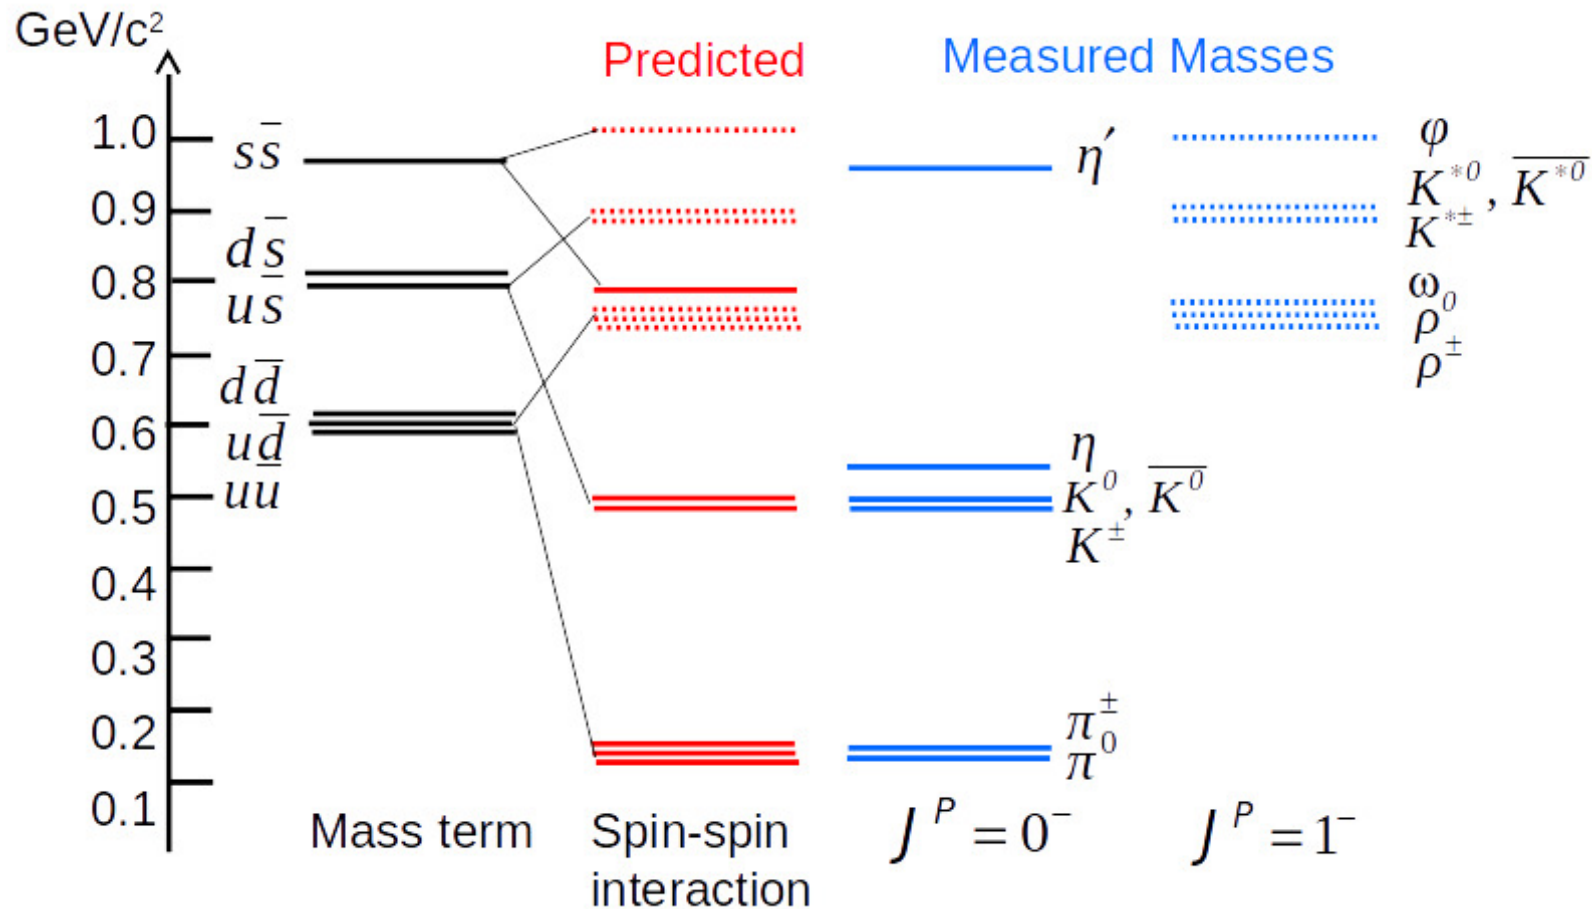 GeV/c²
Predicted
Measured Masses
1.0
0.9
0.8
0.7
0.6
0.5
0.4
0.3
0.2
0.1
ss̅
ds̅
us̅
dd̅
ud̅
uu̅
η′
η
K⁰, K̅⁰
K±
π±
π⁰
φ
K*⁰, K̅*⁰
K*±
ω₀
ρ⁰
ρ±
Mass term
Spin-spin
interaction
J^P = 0⁻
J^P = 1⁻